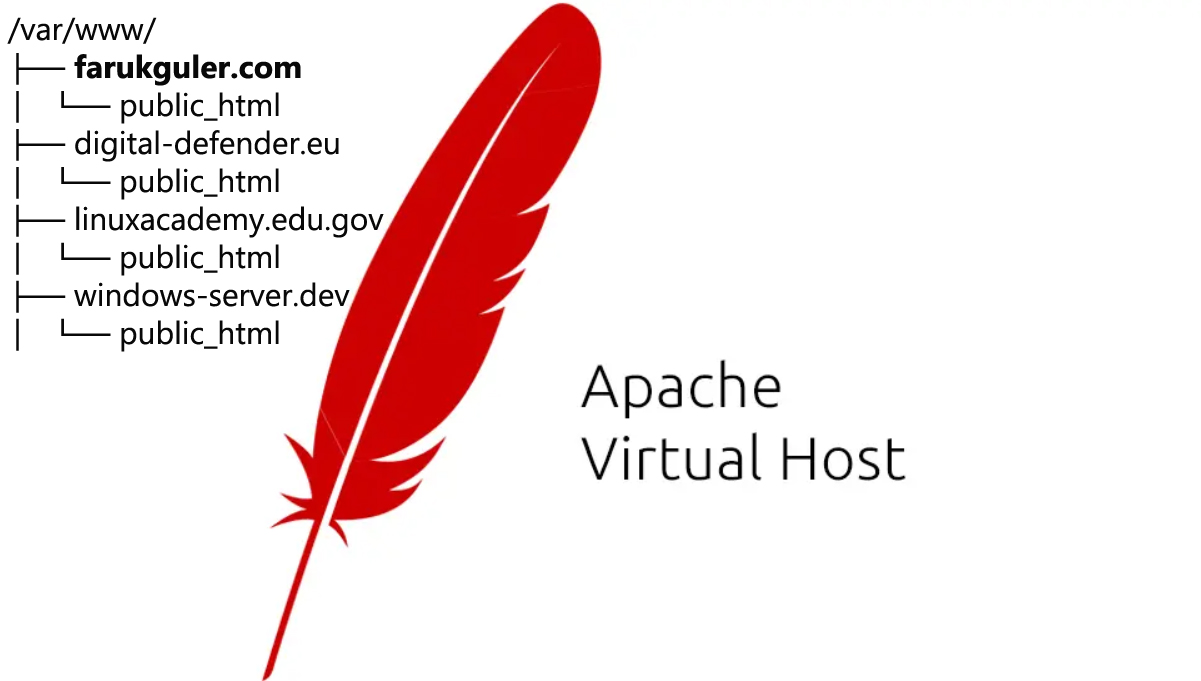 /var/www/
├── farukguler.com
│   └── public_html
├── digital-defender.eu
│   └── public_html
├── linuxacademy.edu.gov
│   └── public_html
├── windows-server.dev
│   └── public_html
Apache
Virtual Host